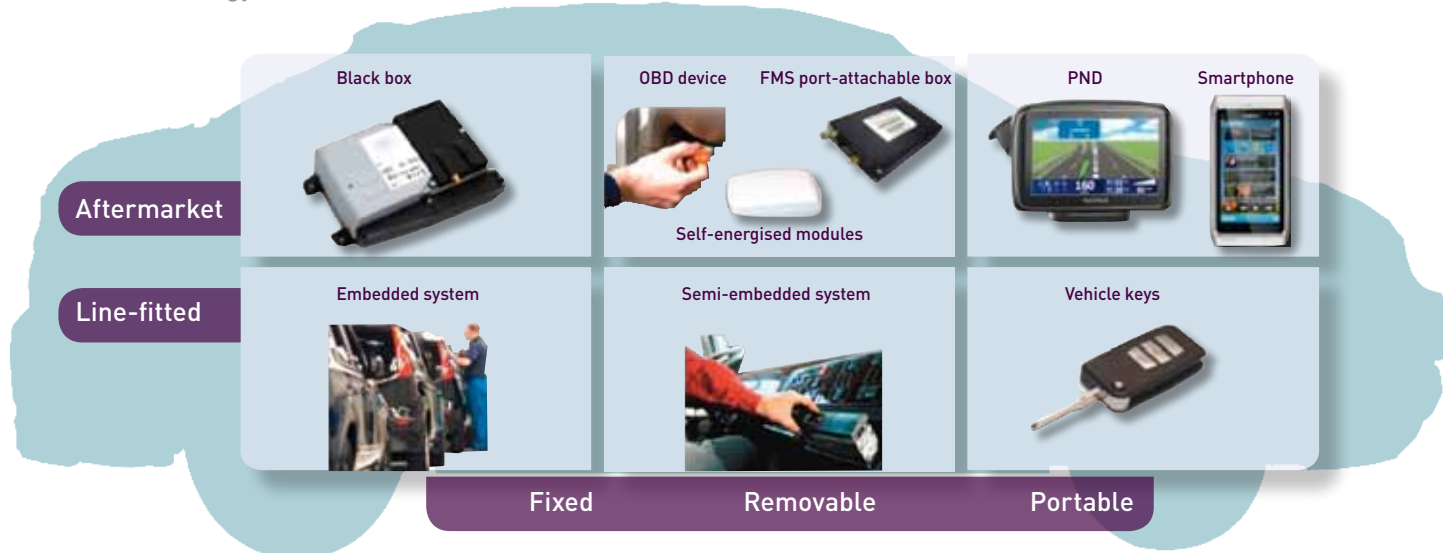 Black box
OBD device
FMS port-attachable box
PND
Smartphone
160
Self-energised modules
Aftermarket
Embedded system
Semi-embedded system
Vehicle keys
Line-fitted
Fixed
Removable
Portable